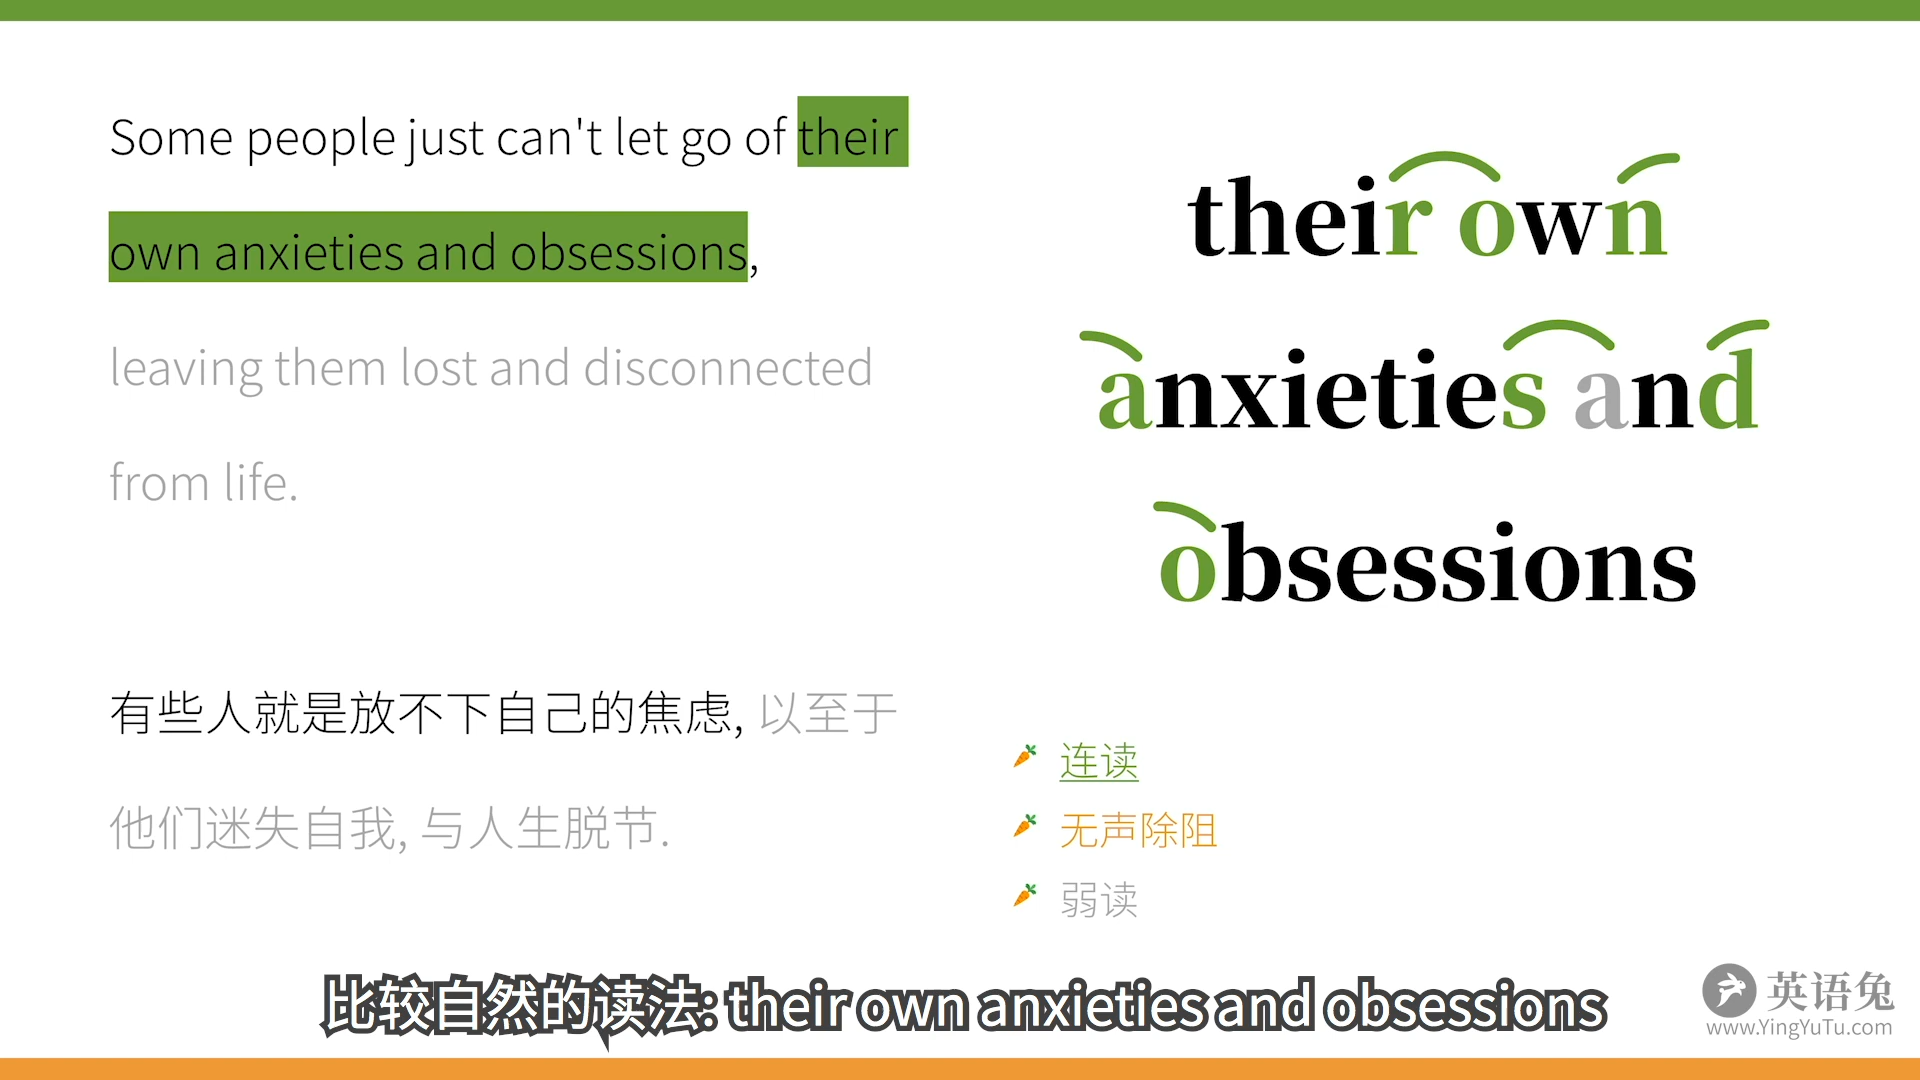 Some people just can't let go of their
own anxieties and obsessions,
leaving them lost and disconnected
from life.
有些人就是放不下自己的焦虑, 以至于
他们迷失自我, 与人生脱节.
their own
anxieties and
obsessions
连读
无声除阻
弱读
比较自然的读法: their own anxieties and obsessions
英语兔
www.YingYuTu.com